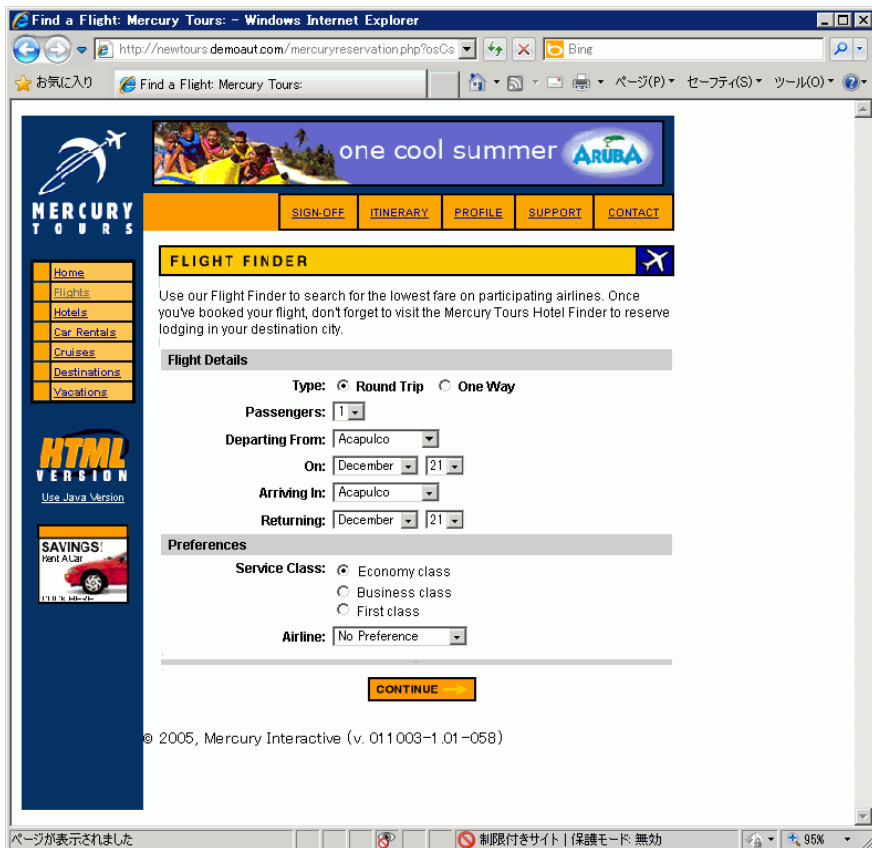 Find a Flight: Mercury Tours: - Windows Internet Explorer
http://newtours.demoaut.com/mercuryreservation.php?osCs
Bing
お気に入り
Find a Flight: Mercury Tours:
ページ(P)
セーフティ(S)
ツール(O)
one cool summer
ARUBA
MERCURY
TOURS
SIGN-OFF
ITINERARY
PROFILE
SUPPORT
CONTACT
Home
Flights
Hotels
Car Rentals
Cruises
Destinations
Vacations
HTML
VERSION
Use Java Version
SAVINGS!
Rent A Car
FLIGHT FINDER
Use our Flight Finder to search for the lowest fare on participating airlines. Once
you've booked your flight, don't forget to visit the Mercury Tours Hotel Finder to reserve
lodging in your destination city.
Flight Details
Type: Round Trip One Way
Passengers: 1
Departing From: Acapulco
On: December 21
Arriving In: Acapulco
Returning: December 21
Preferences
Service Class: Economy class
Business class
First class
Airline: No Preference
CONTINUE
© 2005, Mercury Interactive (v. 011003-1.01-058)
ページが表示されました
制限付きサイト | 保護モード: 無効
95%